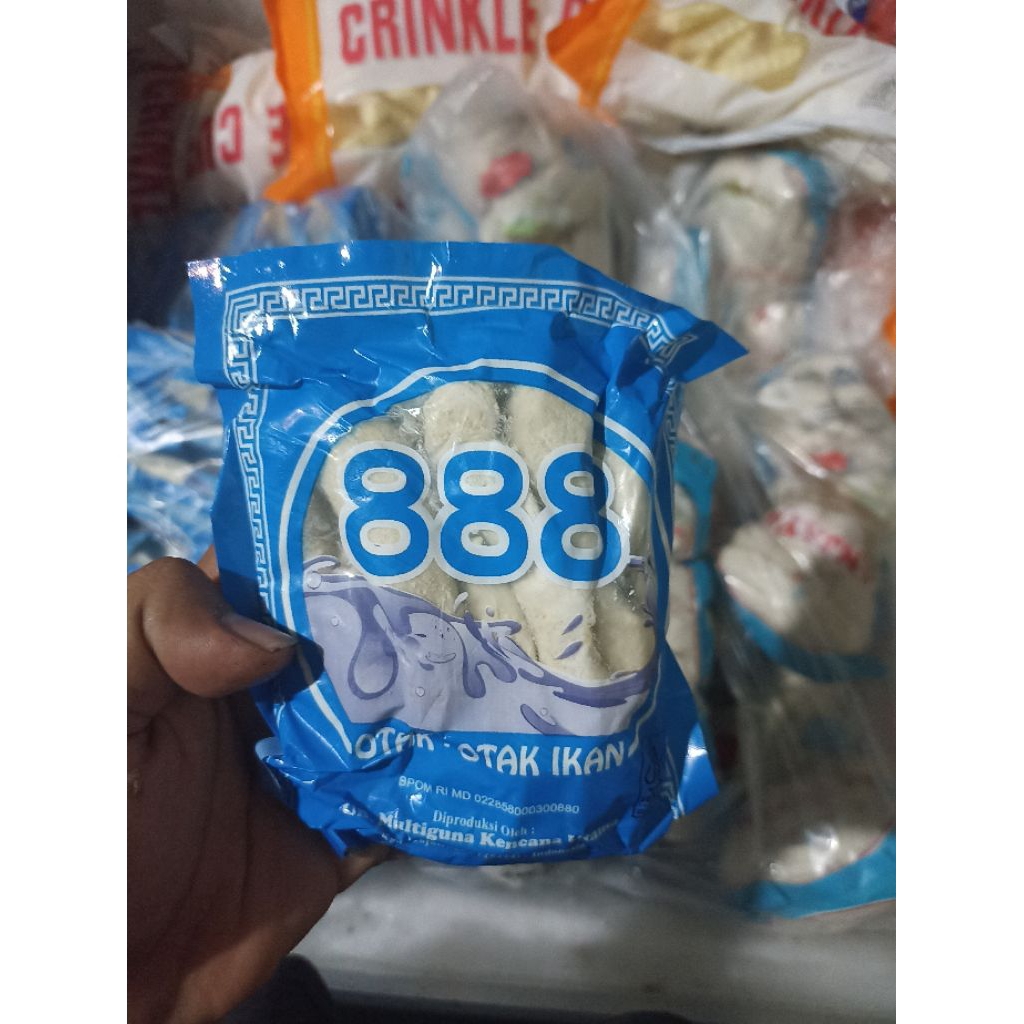 CRINKLE
888
OTAK - OTAK IKAN
BPOM RI MD 022858000300880
Diproduksi Oleh :
Multiguna Kencana